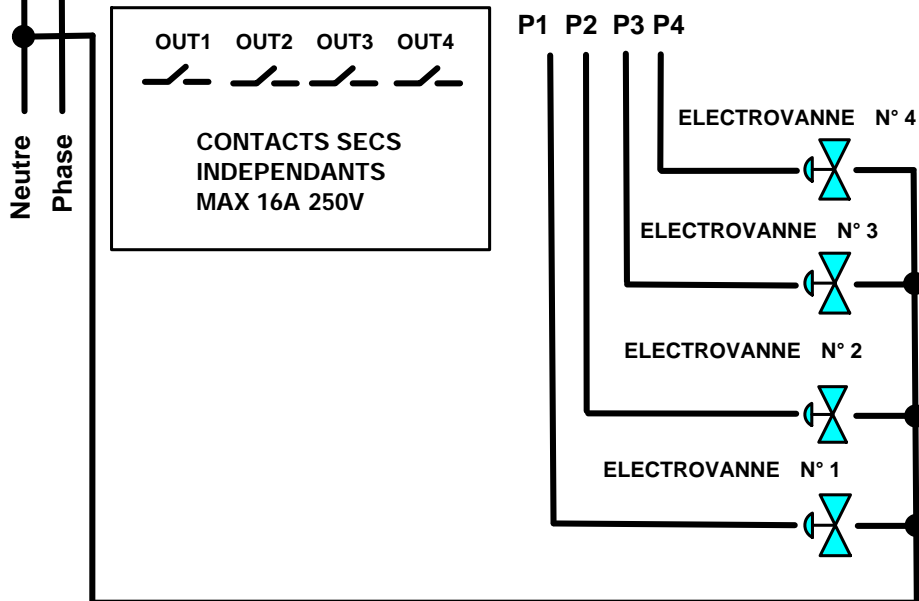 OUT1 OUT2 OUT3 OUT4
CONTACTS SECS
INDEPENDANTS
MAX 16A 250V
Neutre
Phase
P1 P2 P3 P4
ELECTROVANNE N° 4
ELECTROVANNE N° 3
ELECTROVANNE N° 2
ELECTROVANNE N° 1